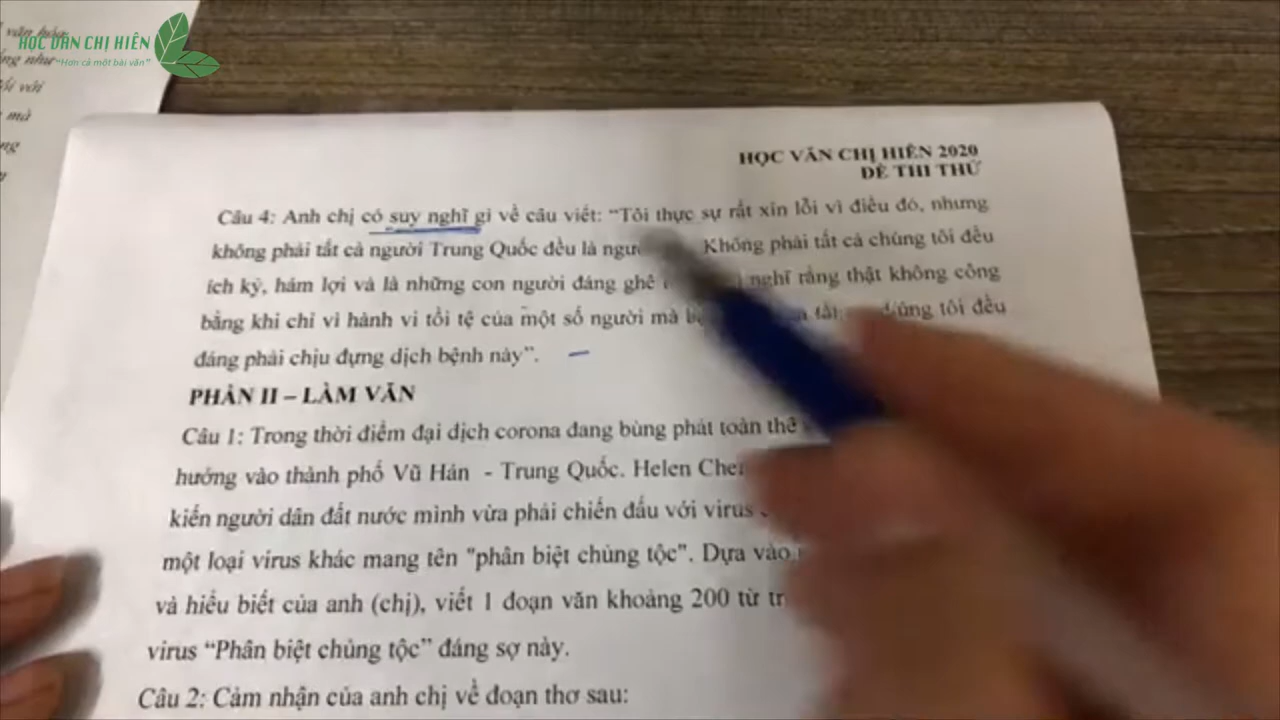 HỌC VĂN CHỊ HIÊN
"Hơn cả một bài văn"
như
với
mà
HỌC VĂN CHỊ HIÊN 2020
ĐỀ THI THỬ
Câu 4: Anh chị có suy nghĩ gì về câu viết: "Tôi thực sự rất xin lỗi vì điều đó, nhưng
không phải tất cả người Trung Quốc đều là Không phải tất cả chúng tôi đều
ích kỷ, hám lợi và là những con người đáng ghê nghĩ rằng thật không công
bằng khi chỉ vì hành vi tồi tệ của một số người mà chúng tôi đều
đáng phải chịu đựng dịch bệnh này".
PHẦN II – LÀM VĂN
Câu 1: Trong thời điểm đại dịch corona đang bùng phát toàn
hướng vào thành phố Vũ Hán - Trung Quốc. Helen
kiến người dân đất nước mình vừa phải chiến đấu với virus
một loại virus khác mang tên "phân biệt chủng tộc". Dựa vào
và hiểu biết của anh (chị), viết 1 đoạn văn khoảng 200 từ
virus "Phân biệt chủng tộc" đáng sợ này.
Câu 2: Cảm nhận của anh chị về đoạn thơ sau: